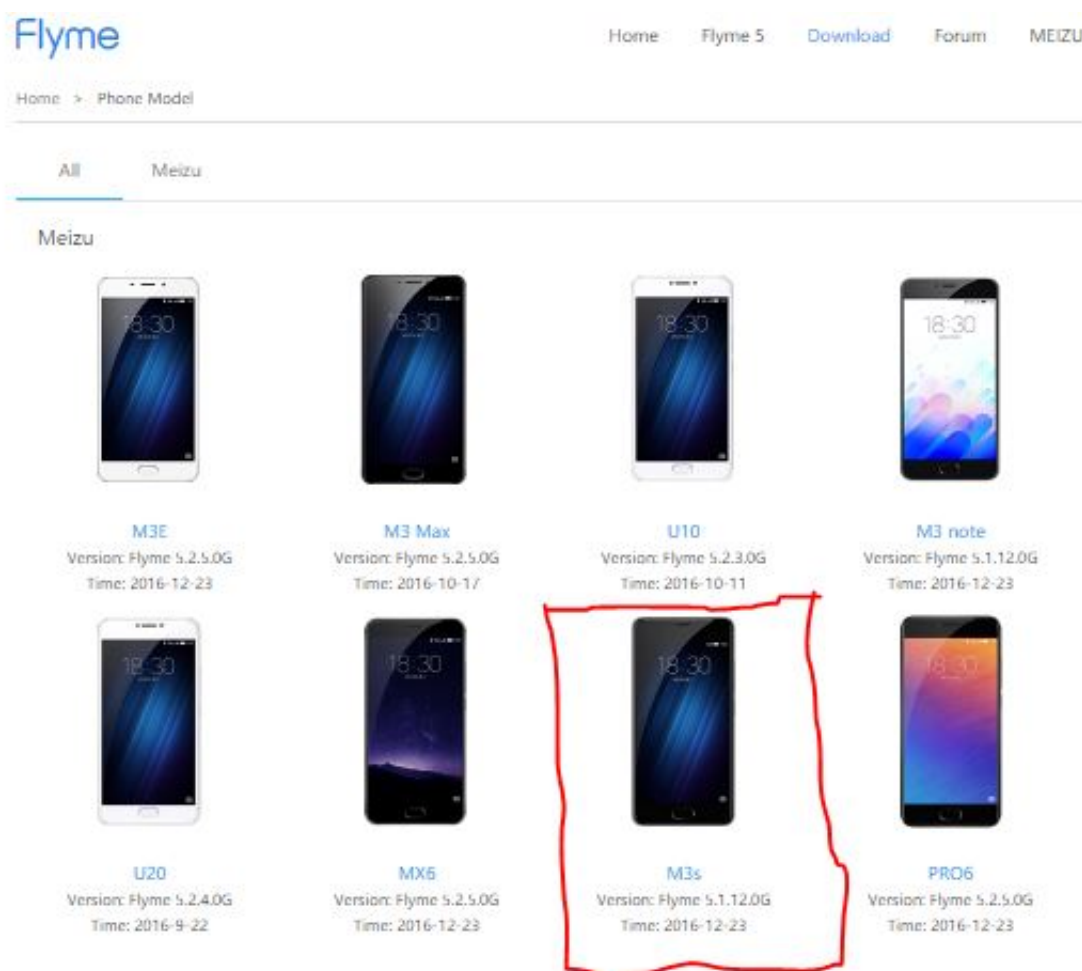 Flyme
Home Flyme 5 Download Forum MEIZU
Home > Phone Model
All Meizu
Meizu
18:30 18:30 18:30 18:30
M3E M3 Max U10 M3 note
Version: Flyme 5.2.5.0G Version: Flyme 5.2.5.0G Version: Flyme 5.2.3.0G Version: Flyme 5.1.12.0G
Time: 2016-12-23 Time: 2016-10-17 Time: 2016-10-11 Time: 2016-12-23
18:30 18:30 18:30 18:30
U20 MX6 M3s PRO6
Version: Flyme 5.2.4.0G Version: Flyme 5.2.5.0G Version: Flyme 5.1.12.0G Version: Flyme 5.2.5.0G
Time: 2016-9-22 Time: 2016-12-23 Time: 2016-12-23 Time: 2016-12-23